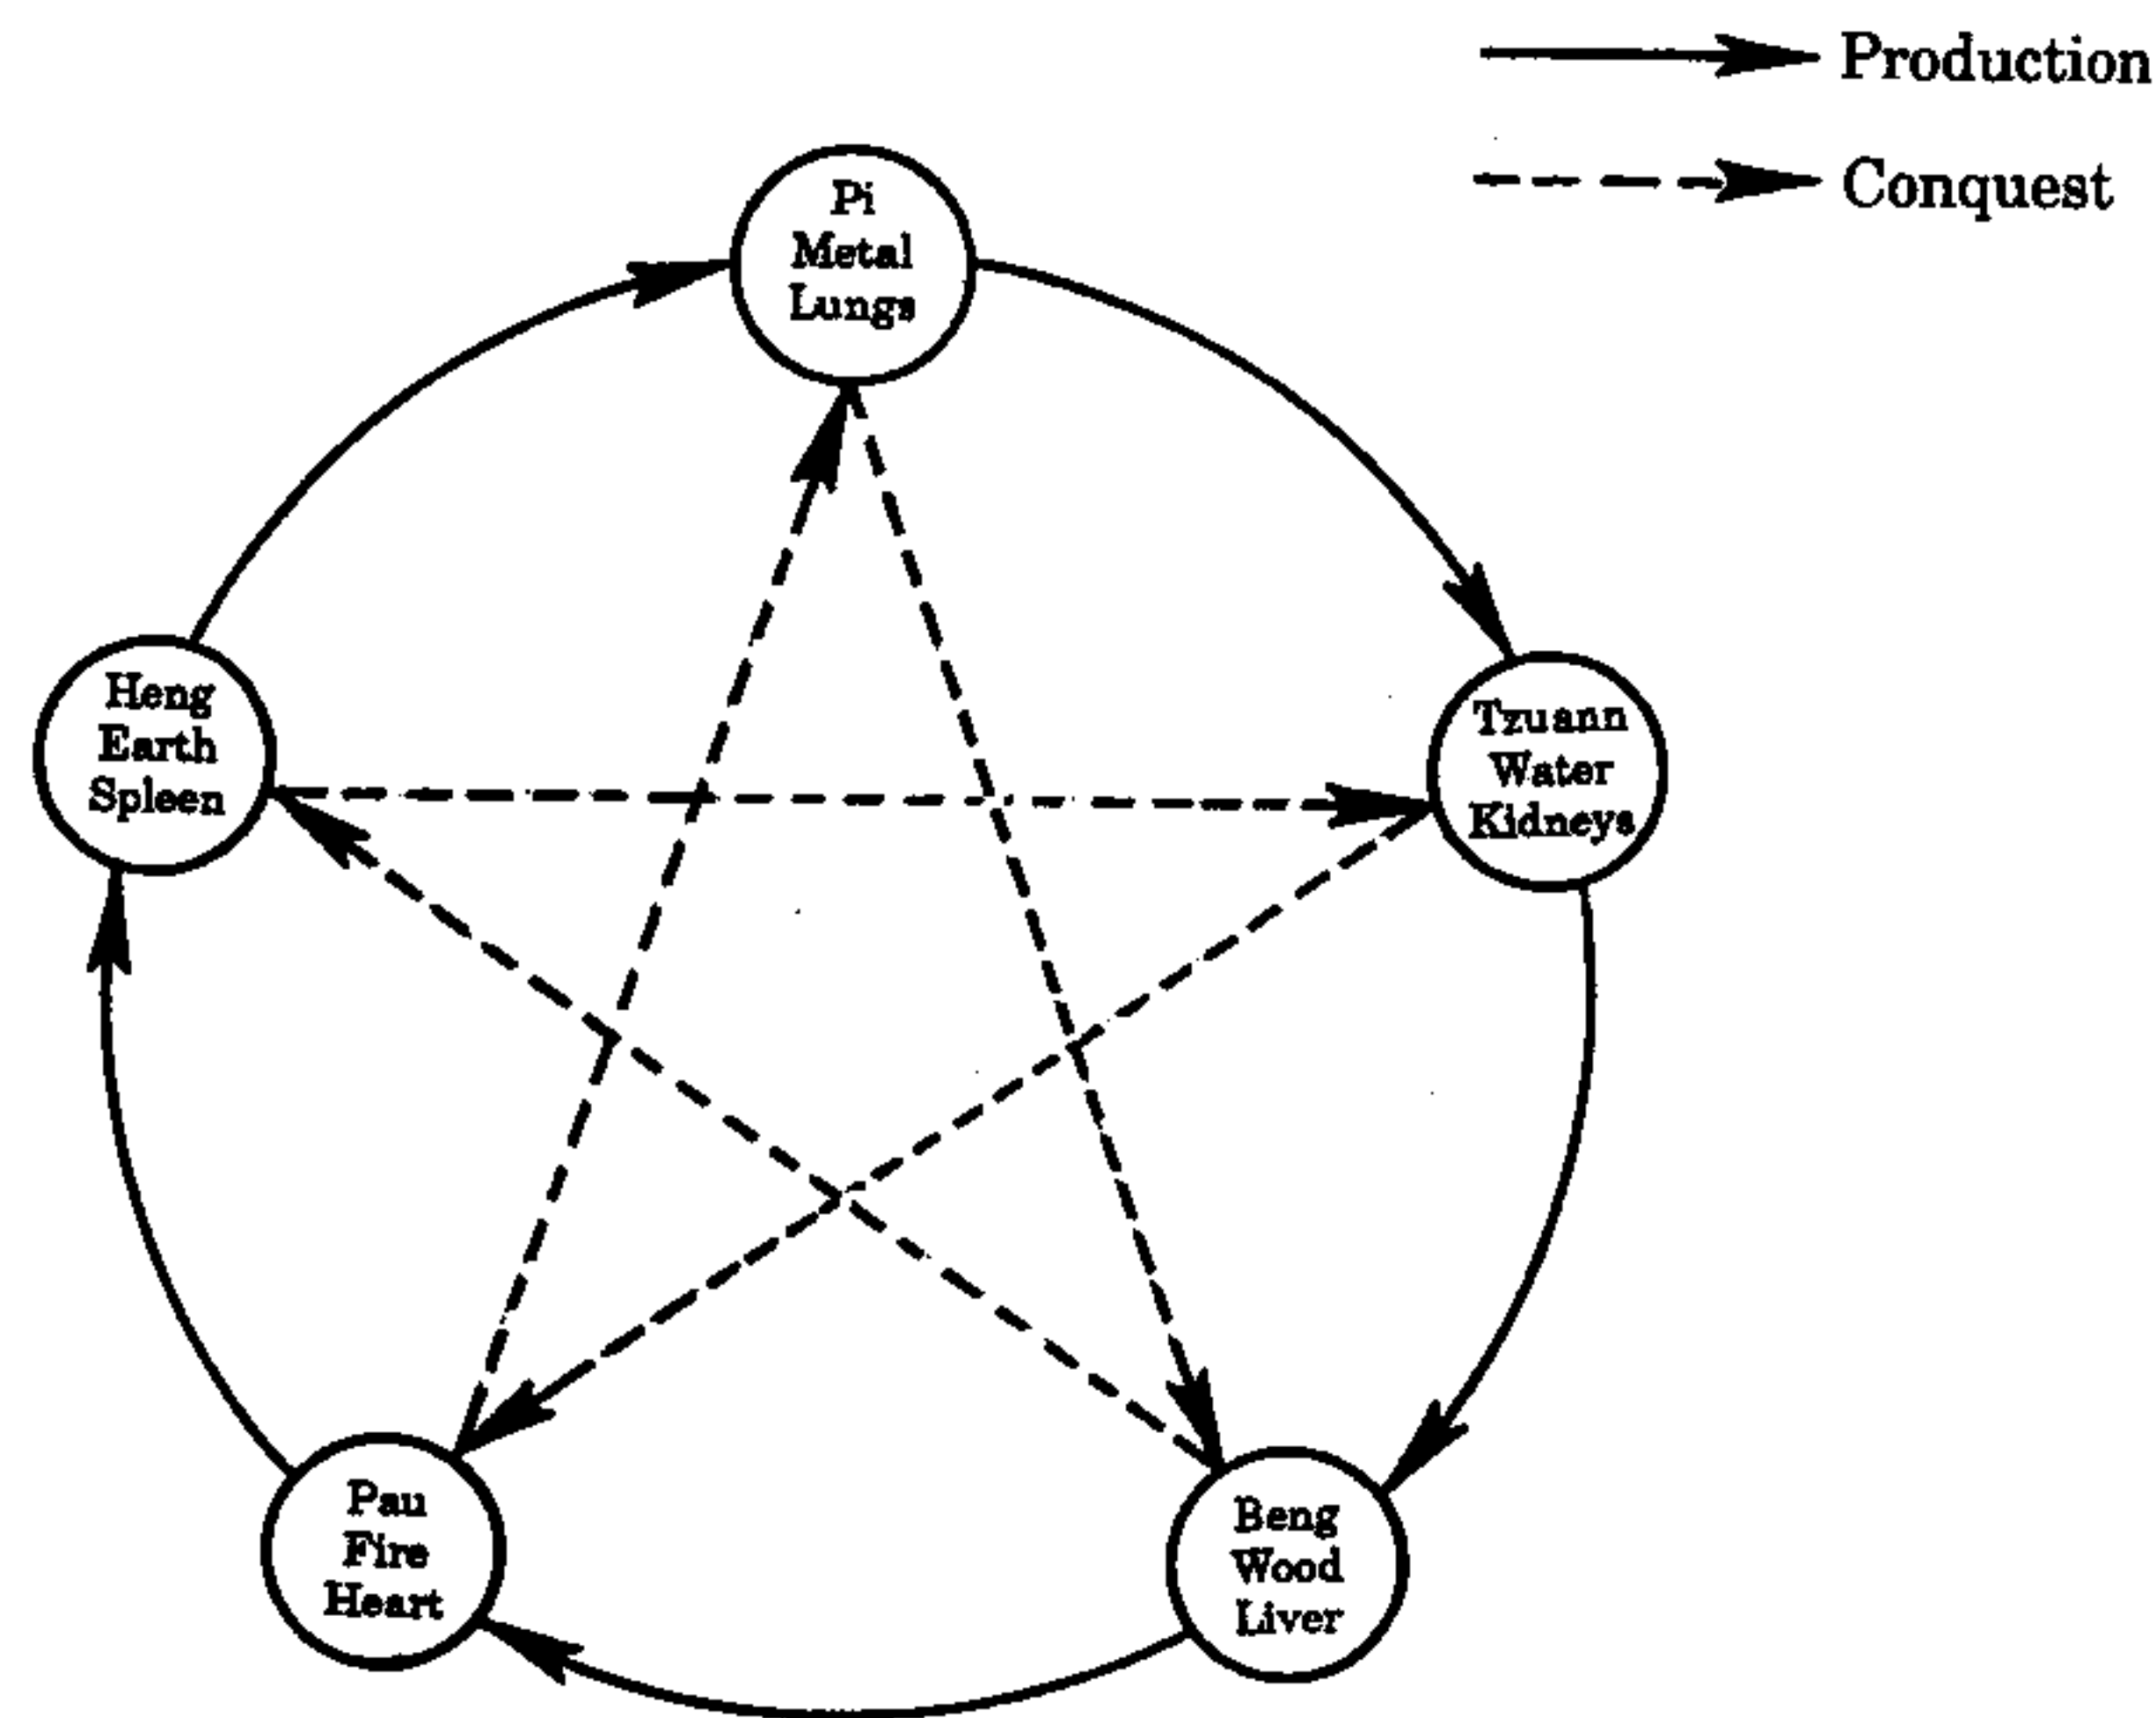 Production
Conquest
Pi
Metal
Lungs
Heng
Earth
Spleen
Tzuann
Water
Kidneys
Pau
Fire
Heart
Beng
Wood
Liver